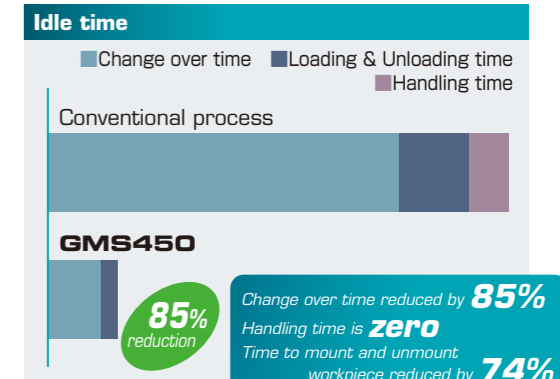 Idle time
Change over time Loading & Unloading time
Handling time
Conventional process
GMS450
85%
reduction
Change over time reduced by 85%
Handling time is zero
Time to mount and unmount
workpiece reduced by 74%